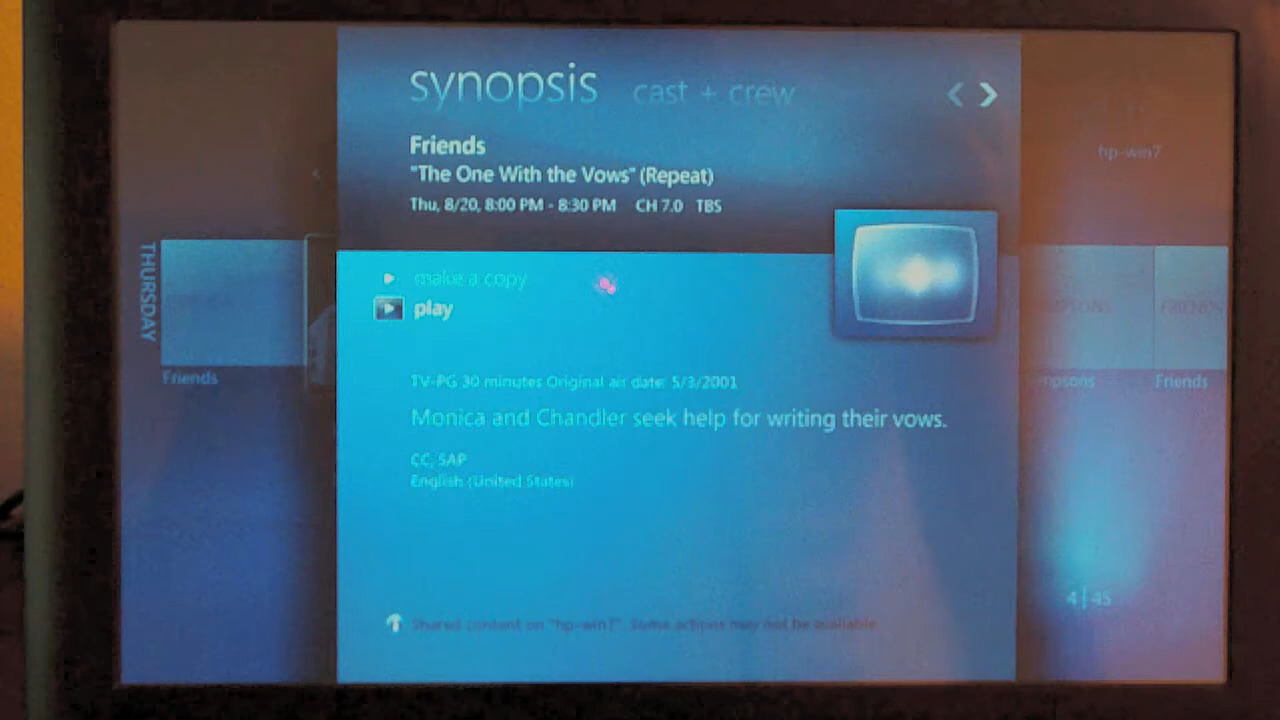 synopsis cast + crew
hp-win7
Friends
"The One With the Vows" (Repeat)
Thu, 8/20, 8:00 PM - 8:30 PM CH 7.0 TBS
THURSDAY
make a copy
play
Friends
mpsons
Friends
TV-PG 30 minutes Original air date: 5/3/2001
Monica and Chandler seek help for writing their vows.
CC, SAP
English (United States)
4 | 45
Shared content on "hp-win7". Some actions may not be available